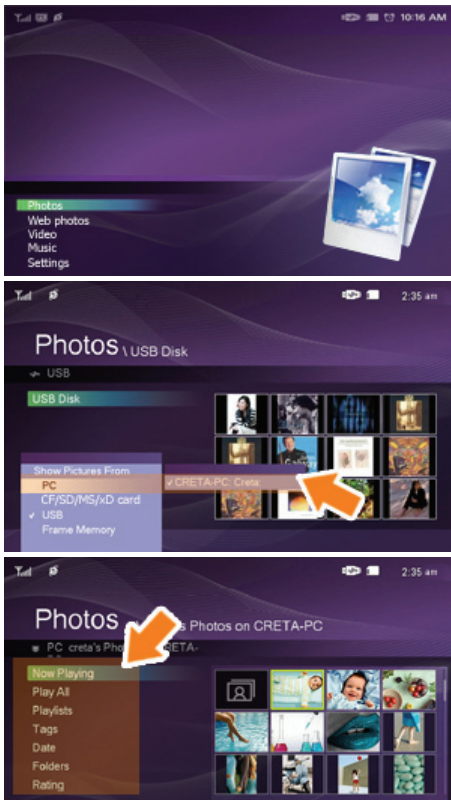 10:16 AM
Photos
Web photos
Video
Music
Settings
2:35 am
Photos \ USB Disk
USB
USB Disk
Show Pictures From
PC
✓ CRETA-PC: Creta
CF/SD/MS/xD card
✓ USB
Frame Memory
2:35 am
Photos s Photos on CRETA-PC
PC creta's Pho RETA-
Now Playing
Play All
Playlists
Tags
Date
Folders
Rating